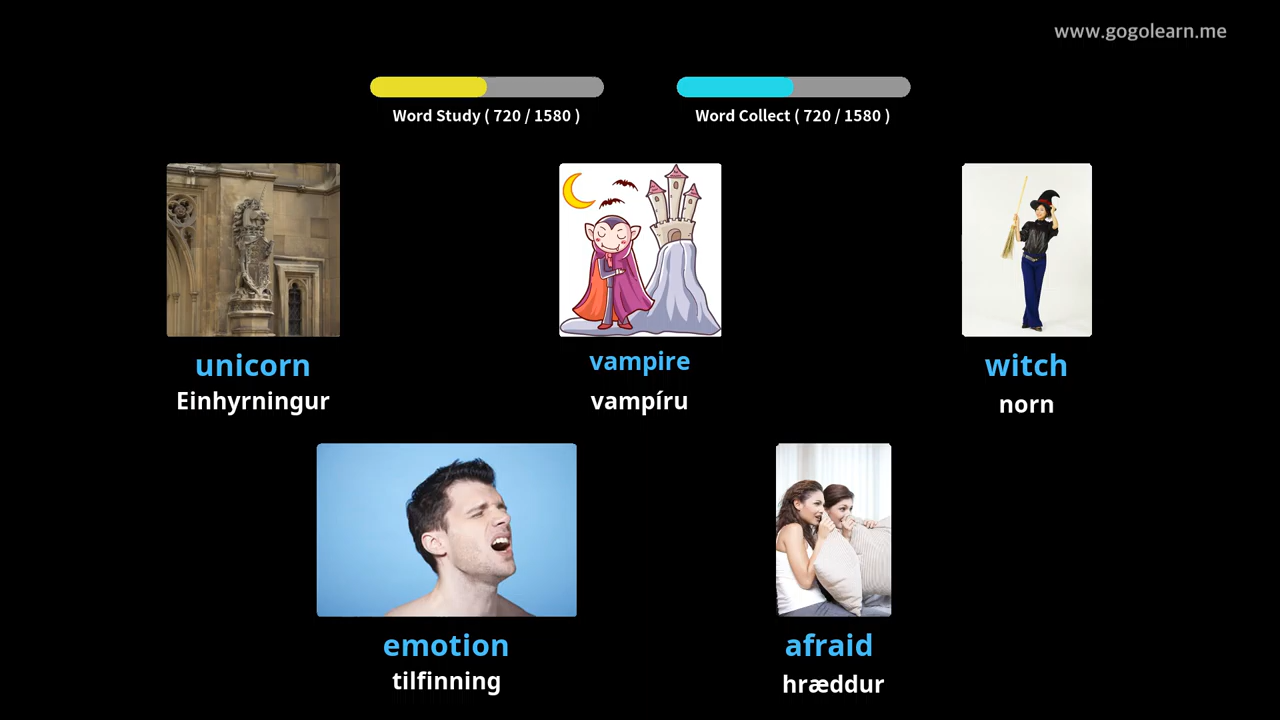 www.gogolearn.me
Word Study ( 720 / 1580 )
Word Collect ( 720 / 1580 )
unicorn
Einhyrningur
vampire
vampíru
witch
norn
emotion
tilfinning
afraid
hræddur